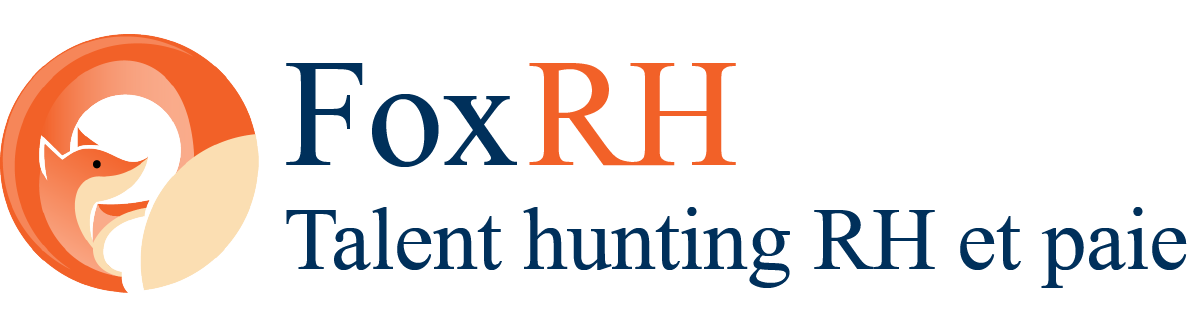 FoxRH
Talent hunting RH et paie